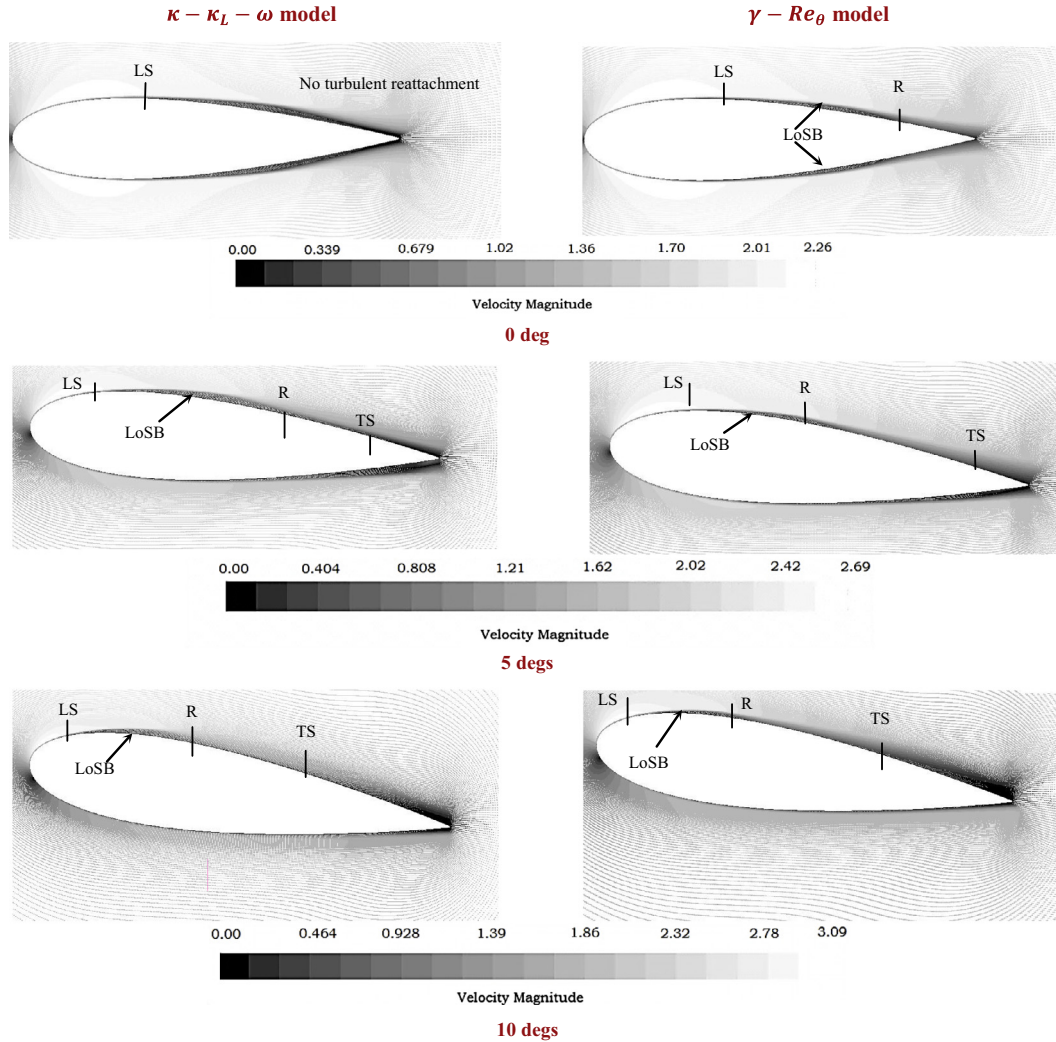 κ − κL − ω model
γ − Reθ model
LS
No turbulent reattachment
LS
R
LoSB
0.00 0.339 0.679 1.02 1.36 1.70 2.01 2.26
Velocity Magnitude
0 deg
LS
R
TS
LoSB
LS
R
TS
LoSB
0.00 0.404 0.808 1.21 1.62 2.02 2.42 2.69
Velocity Magnitude
5 degs
LS
R
TS
LoSB
LS
R
TS
LoSB
0.00 0.464 0.928 1.39 1.86 2.32 2.78 3.09
Velocity Magnitude
10 degs